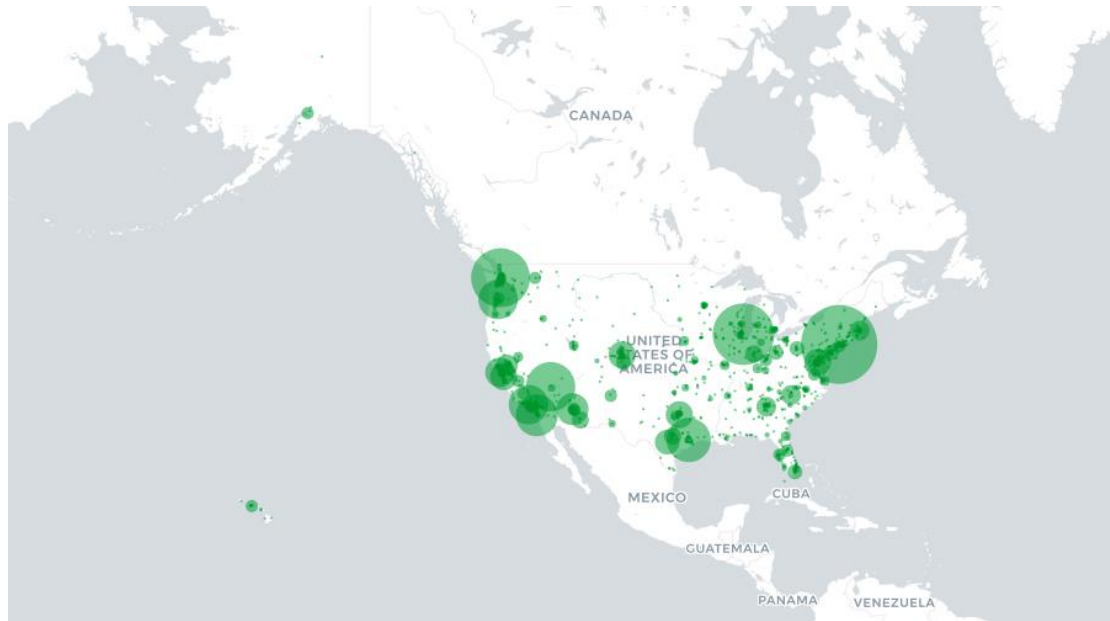 CANADA
UNITED
STATES OF
AMERICA
MEXICO
CUBA
GUATEMALA
PANAMA
VENEZUELA